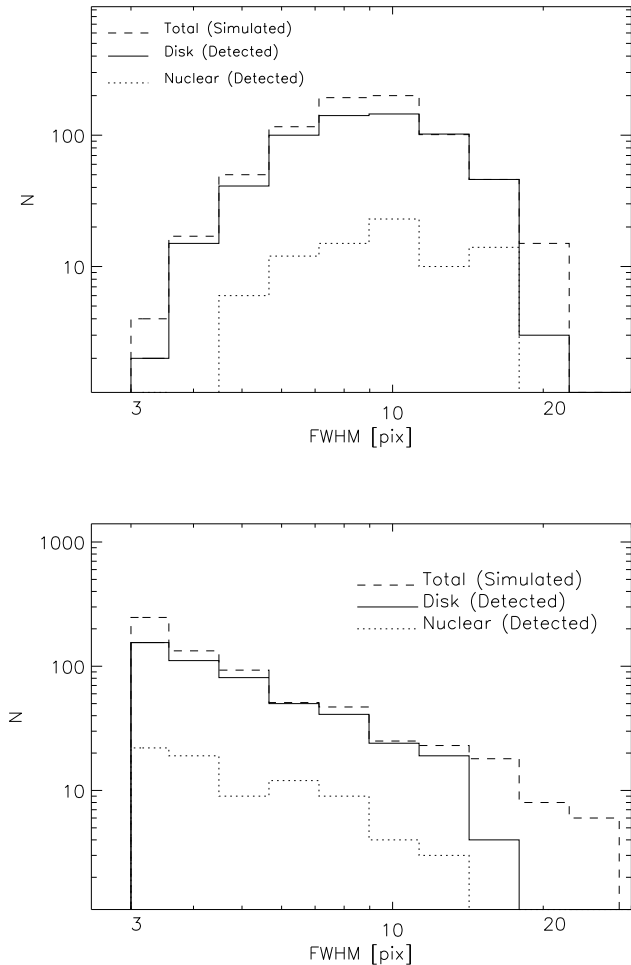 Total (Simulated)
Disk (Detected)
Nuclear (Detected)
100
10
N
3
10
20
FWHM [pix]
1000
100
10
N
Total (Simulated)
Disk (Detected)
Nuclear (Detected)
3
10
20
FWHM [pix]